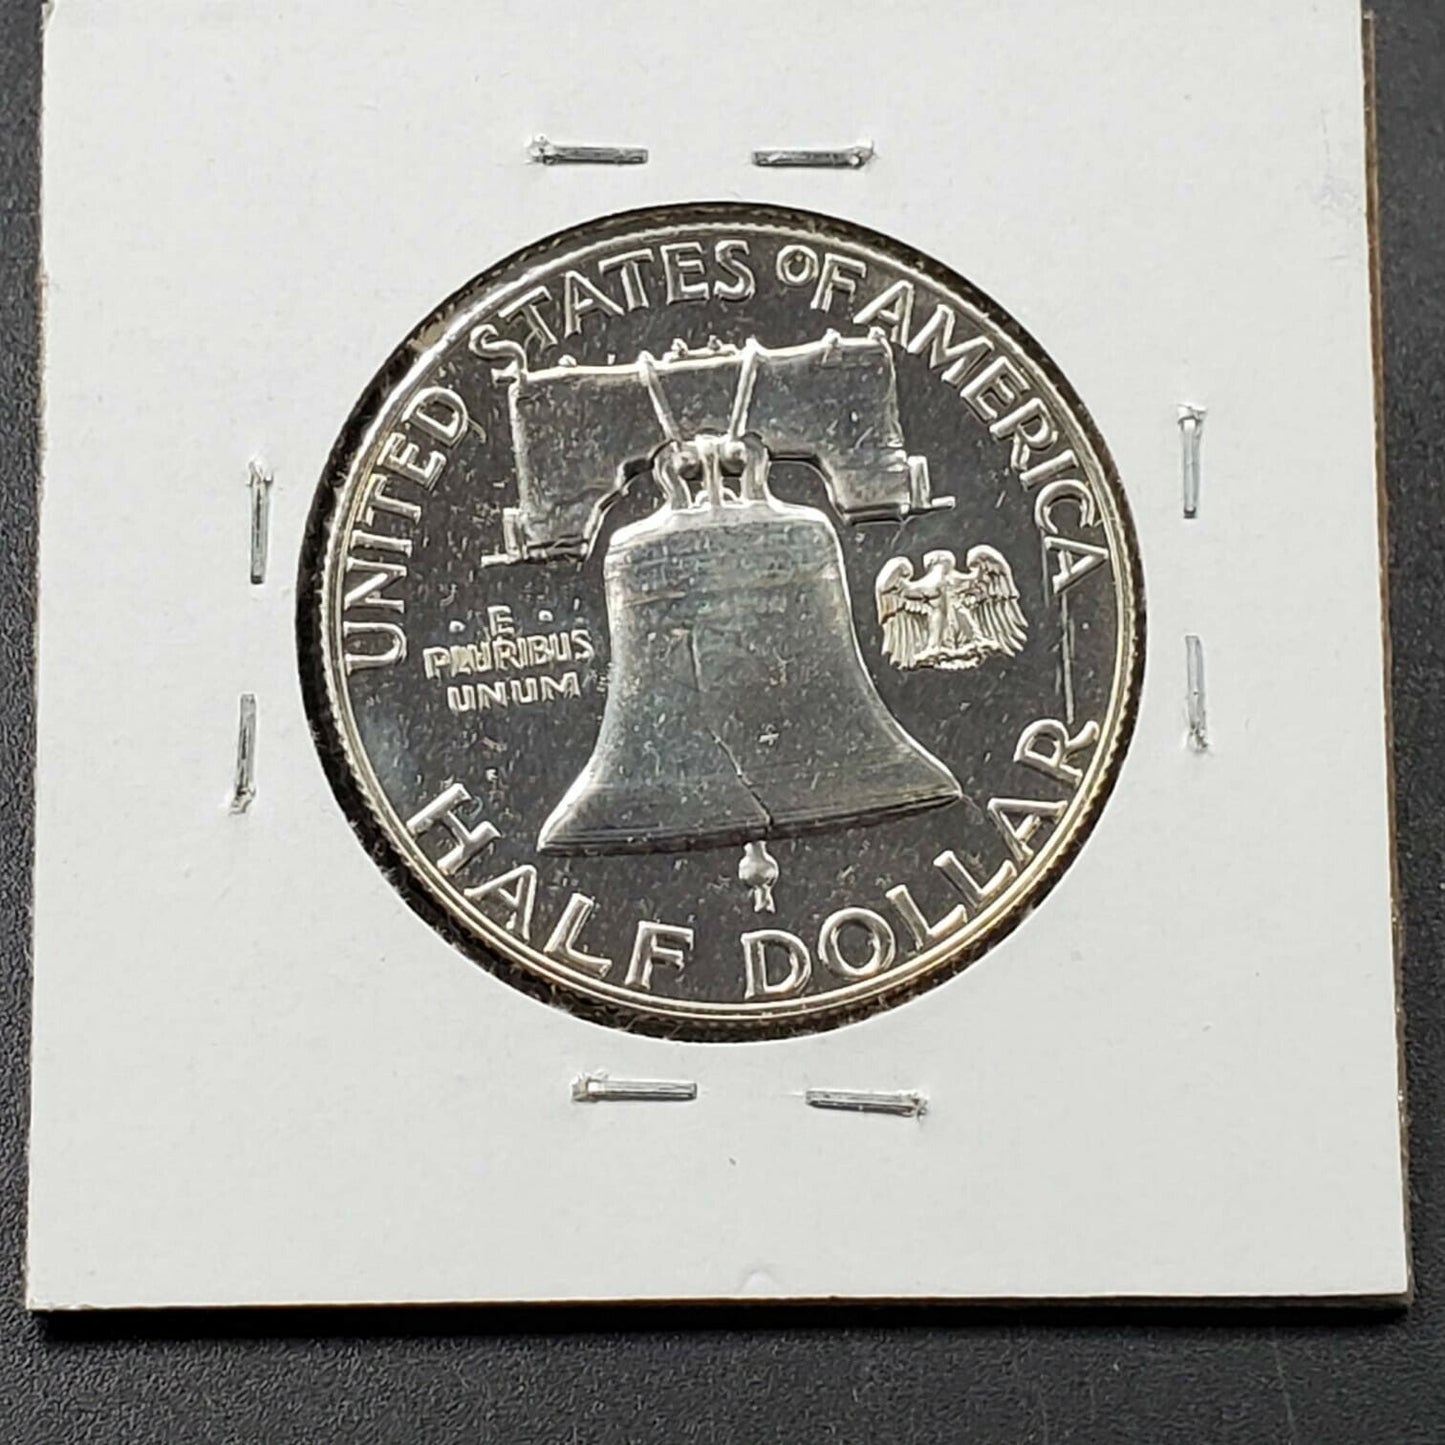 UNITED STATES OF AMERICA
E
PLURIBUS
UNUM
HALF DOLLAR